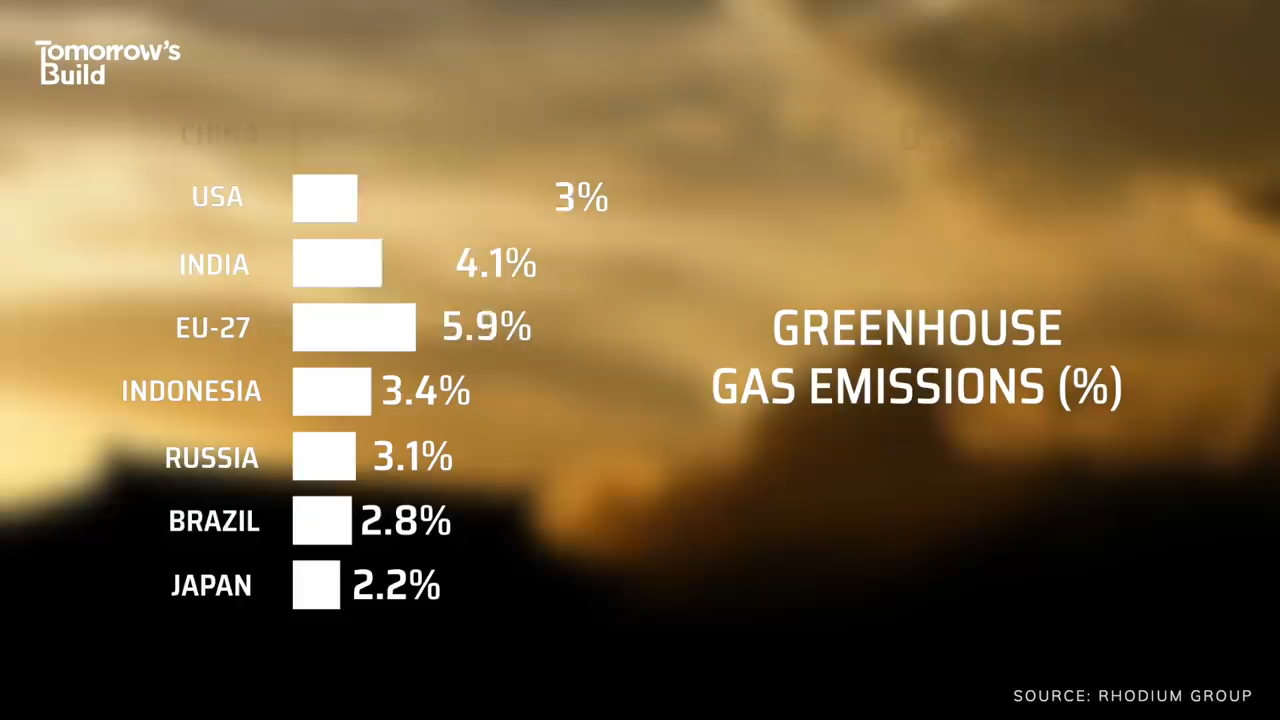 Tomorrow's
Build
CHINA
USA 3%
INDIA 4.1%
EU-27 5.9%
INDONESIA 3.4%
RUSSIA 3.1%
BRAZIL 2.8%
JAPAN 2.2%
GREENHOUSE
GAS EMISSIONS (%)
SOURCE: RHODIUM GROUP